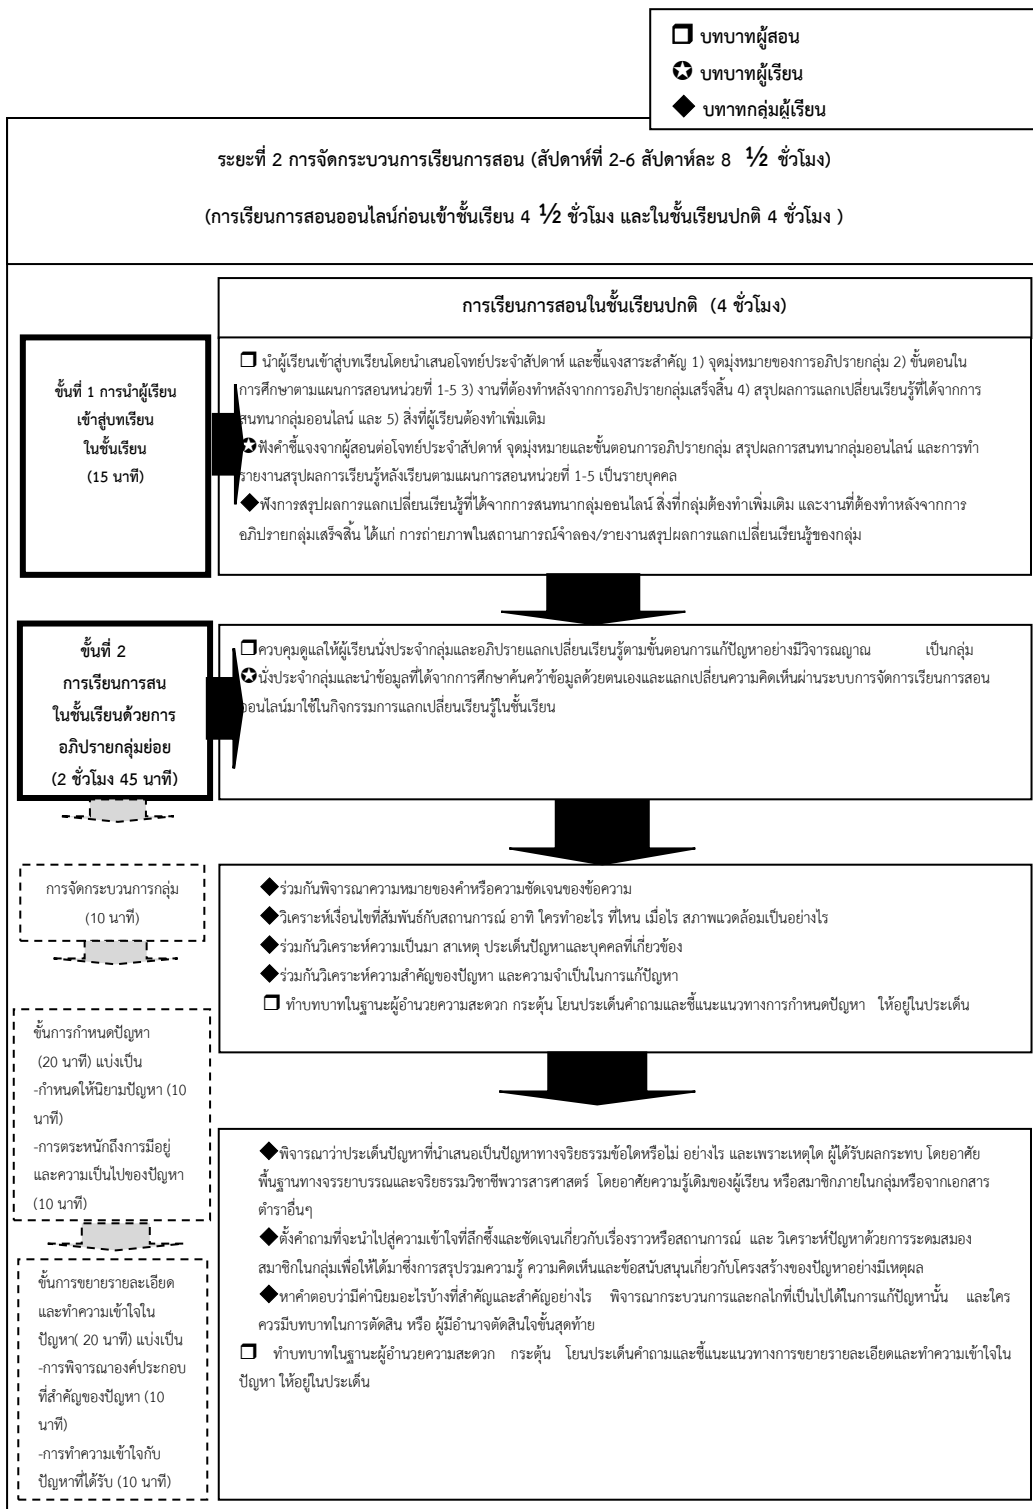 ❒ บทบาทผู้สอน
✪ บทบาทผู้เรียน
◆ บทาทกลุ่มผู้เรียน
ระยะที่ 2 การจัดกระบวนการเรียนการสอน (สัปดาห์ที่ 2-6 สัปดาห์ละ 8 ½ ชั่วโมง)
(การเรียนการสอนออนไลน์ก่อนเข้าชั้นเรียน 4 ½ ชั่วโมง และในชั้นเรียนปกติ 4 ชั่วโมง )
การเรียนการสอนในชั้นเรียนปกติ (4 ชั่วโมง)
ขั้นที่ 1 การนำผู้เรียน
เข้าสู่บทเรียน
ในชั้นเรียน
(15 นาที)
❒ นำผู้เรียนเข้าสู่บทเรียนโดยนำเสนอโจทย์ประจำสัปดาห์ และชี้แจงสาระสำคัญ 1) จุดมุ่งหมายของการอภิปรายกลุ่ม 2) ขั้นตอนใน
การศึกษาตามแผนการสอนหน่วยที่ 1-5 3) งานที่ต้องทำหลังจากการอภิปรายกลุ่มเสร็จสิ้น 4) สรุปผลการแลกเปลี่ยนเรียนรู้ที่ได้จากการ
สนทนากลุ่มออนไลน์ และ 5) สิ่งที่ผู้เรียนต้องทำเพิ่มเติม
✪ฟังคำชี้แจงจากผู้สอนต่อโจทย์ประจำสัปดาห์ จุดมุ่งหมายและขั้นตอนการอภิปรายกลุ่ม สรุปผลการสนทนากลุ่มออนไลน์ และการทำ
รายงานสรุปผลการเรียนรู้หลังเรียนตามแผนการสอนหน่วยที่ 1-5 เป็นรายบุคคล
◆ฟังการสรุปผลการแลกเปลี่ยนเรียนรู้ที่ได้จากการสนทนากลุ่มออนไลน์ สิ่งที่กลุ่มต้องทำเพิ่มเติม และงานที่ต้องทำหลังจากการ
อภิปรายกลุ่มเสร็จสิ้น ได้แก่ การถ่ายภาพในสถานการณ์จำลอง/รายงานสรุปผลการแลกเปลี่ยนเรียนรู้ของกลุ่ม
ขั้นที่ 2
การเรียนการสน
ในชั้นเรียนด้วยการ
อภิปรายกลุ่มย่อย
(2 ชั่วโมง 45 นาที)
❒ควบคุมดูแลให้ผู้เรียนนั่งประจำกลุ่มและอภิปรายแลกเปลี่ยนเรียนรู้ตามขั้นตอนการแก้ปัญหาอย่างมีวิจารณญาณ เป็นกลุ่ม
✪นั่งประจำกลุ่มและนำข้อมูลที่ได้จากการศึกษาค้นคว้าข้อมูลด้วยตนเองและแลกเปลี่ยนความคิดเห็นผ่านระบบการจัดการเรียนการสอน
ออนไลน์มาใช้ในกิจกรรมการแลกเปลี่ยนเรียนรู้ในชั้นเรียน
การจัดกระบวนการกลุ่ม
(10 นาที)
◆ร่วมกันพิจารณาความหมายของคำหรือความชัดเจนของข้อความ
◆วิเคราะห์เงื่อนไขที่สัมพันธ์กับสถานการณ์ อาทิ ใครทำอะไร ที่ไหน เมื่อไร สภาพแวดล้อมเป็นอย่างไร
◆ร่วมกันวิเคราะห์ความเป็นมา สาเหตุ ประเด็นปัญหาและบุคคลที่เกี่ยวข้อง
◆ร่วมกันวิเคราะห์ความสำคัญของปัญหา และความจำเป็นในการแก้ปัญหา
❒ ทำบทบาทในฐานะผู้อำนวยความสะดวก กระตุ้น โยนประเด็นคำถามและชี้แนะแนวทางการกำหนดปัญหา ให้อยู่ในประเด็น
ขั้นการกำหนดปัญหา
(20 นาที) แบ่งเป็น
-กำหนดให้นิยามปัญหา (10
นาที)
-การตระหนักถึงการมีอยู่
และความเป็นไปของปัญหา
(10 นาที)
◆พิจารณาว่าประเด็นปัญหาที่นำเสนอเป็นปัญหาทางจริยธรรมข้อใดหรือไม่ อย่างไร และเพราะเหตุใด ผู้ได้รับผลกระทบ โดยอาศัย
พื้นฐานทางจรรยาบรรณและจริยธรรมวิชาชีพวารสารศาสตร์ โดยอาศัยความรู้เดิมของผู้เรียน หรือสมาชิกภายในกลุ่มหรือจากเอกสาร
ตำราอื่นๆ
◆ตั้งคำถามที่จะนำไปสู่ความเข้าใจที่ลึกซึ้งและชัดเจนเกี่ยวกับเรื่องราวหรือสถานการณ์ และ วิเคราะห์ปัญหาด้วยการระดมสมอง
สมาชิกในกลุ่มเพื่อให้ได้มาซึ่งการสรุปรวมความรู้ ความคิดเห็นและข้อสนับสนุนเกี่ยวกับโครงสร้างของปัญหาอย่างมีเหตุผล
◆หาคำตอบว่ามีค่านิยมอะไรบ้างที่สำคัญและสำคัญอย่างไร พิจารณากระบวนการและกลไกที่เป็นไปได้ในการแก้ปัญหานั้น และใคร
ควรมีบทบาทในการตัดสิน หรือ ผู้มีอำนาจตัดสินใจขั้นสุดท้าย
❒ ทำบทบาทในฐานะผู้อำนวยความสะดวก กระตุ้น โยนประเด็นคำถามและชี้แนะแนวทางการขยายรายละเอียดและทำความเข้าใจใน
ปัญหา ให้อยู่ในประเด็น
ขั้นการขยายรายละเอียด
และทำความเข้าใจใน
ปัญหา( 20 นาที) แบ่งเป็น
-การพิจารณาองค์ประกอบ
ที่สำคัญของปัญหา (10
นาที)
-การทำความเข้าใจกับ
ปัญหาที่ได้รับ (10 นาที)